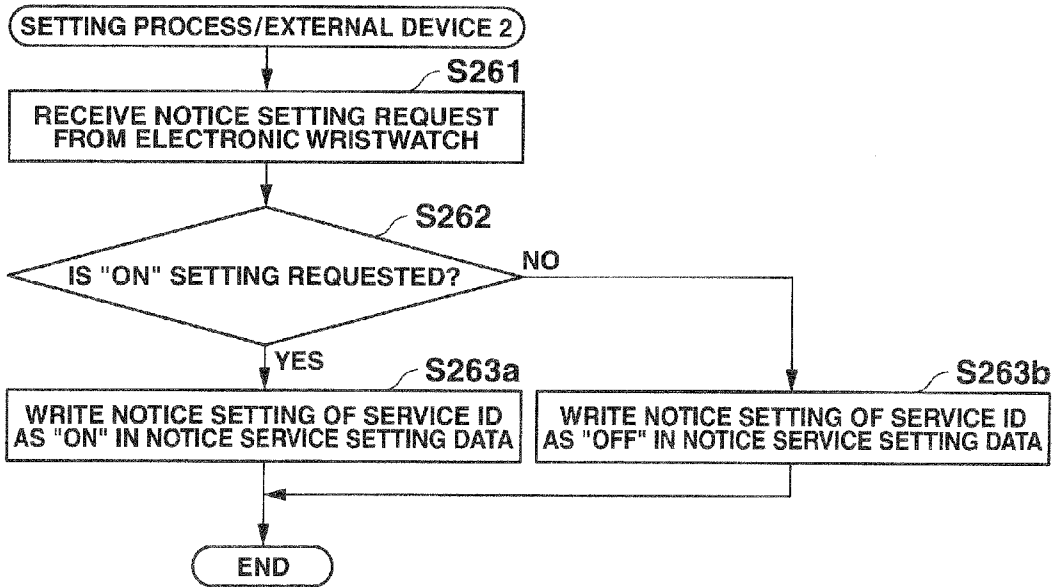 SETTING PROCESS/EXTERNAL DEVICE 2
S261
RECEIVE NOTICE SETTING REQUEST
FROM ELECTRONIC WRISTWATCH
S262
IS "ON" SETTING REQUESTED?
NO
YES
S263a
WRITE NOTICE SETTING OF SERVICE ID
AS "ON" IN NOTICE SERVICE SETTING DATA
S263b
WRITE NOTICE SETTING OF SERVICE ID
AS "OFF" IN NOTICE SERVICE SETTING DATA
END